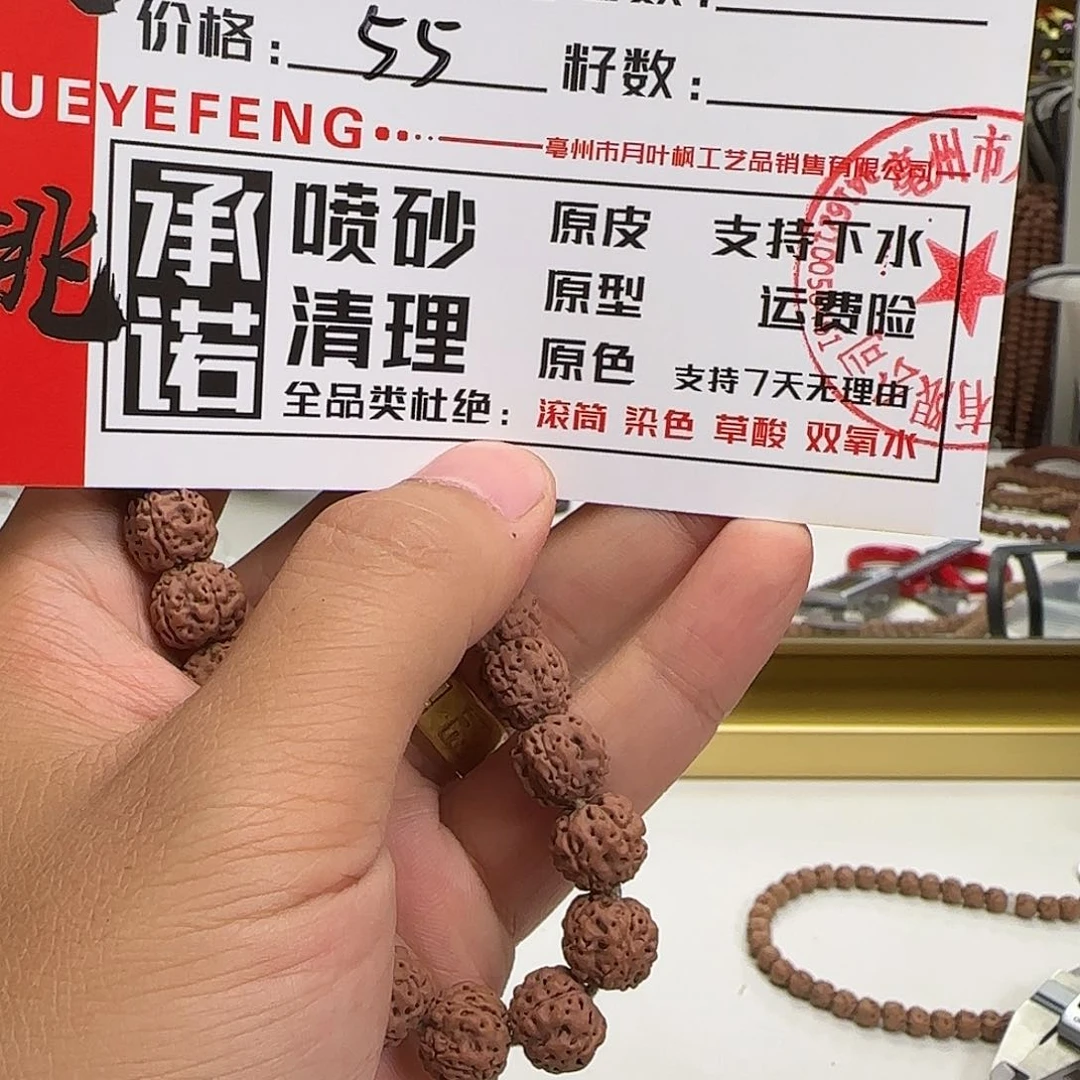 价格: 55 籽数:
UEYEFENG
亳州市月叶枫工艺品销售有限公司
承诺
喷砂
清理
原皮
原型
原色
支持下水
运费险
支持7天无理由
全品类杜绝: 滚筒 染色 草酸 双氧水